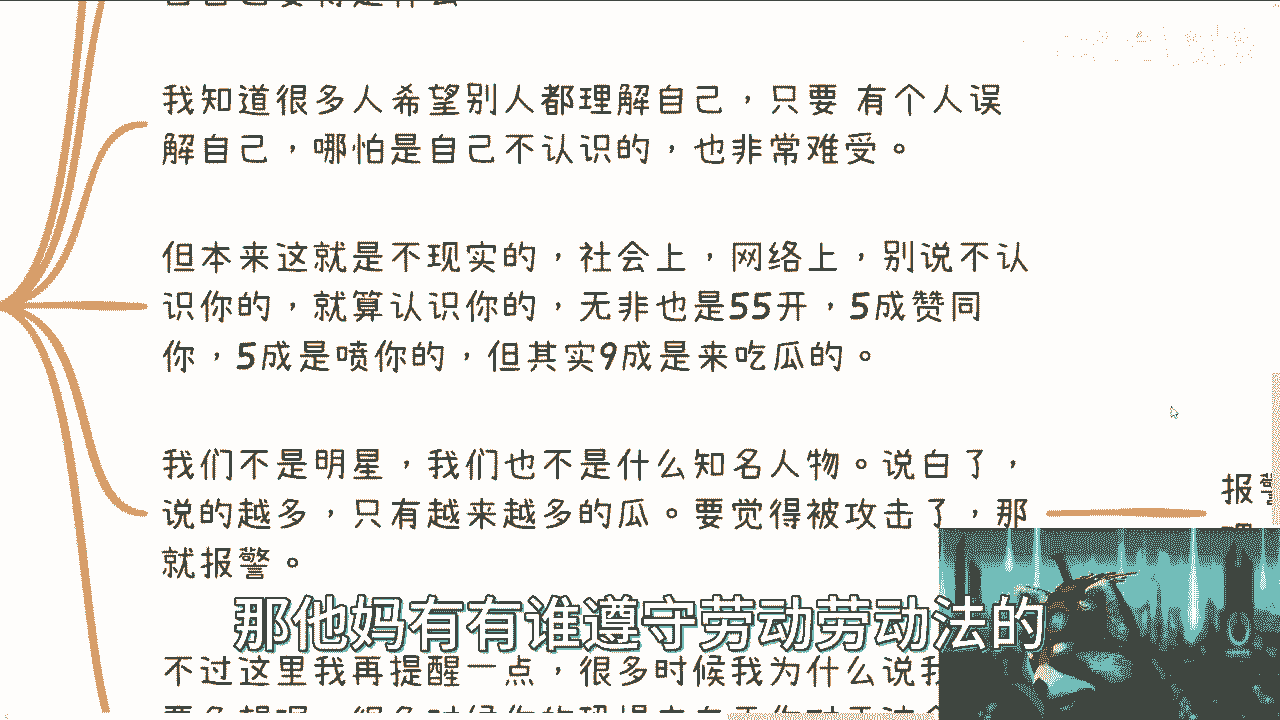 我知道很多人希望别人都理解自己，只要 有个人误
解自己，哪怕是自己不认识的，也非常难受。
但本来这就是不现实的，社会上，网络上，别说不认
识你的，就算认识你的，无非也是55开，5成赞同
你，5成是喷你的，但其实9成是来吃瓜的。
我们不是明星，我们也不是什么知名人物。说白了，
说的越多，只有越来越多的瓜。要觉得被攻击了，那
就报警。
报警
那他妈有有谁遵守劳动劳动法的
不过这里我再提醒一点，很多时候我为什么说我